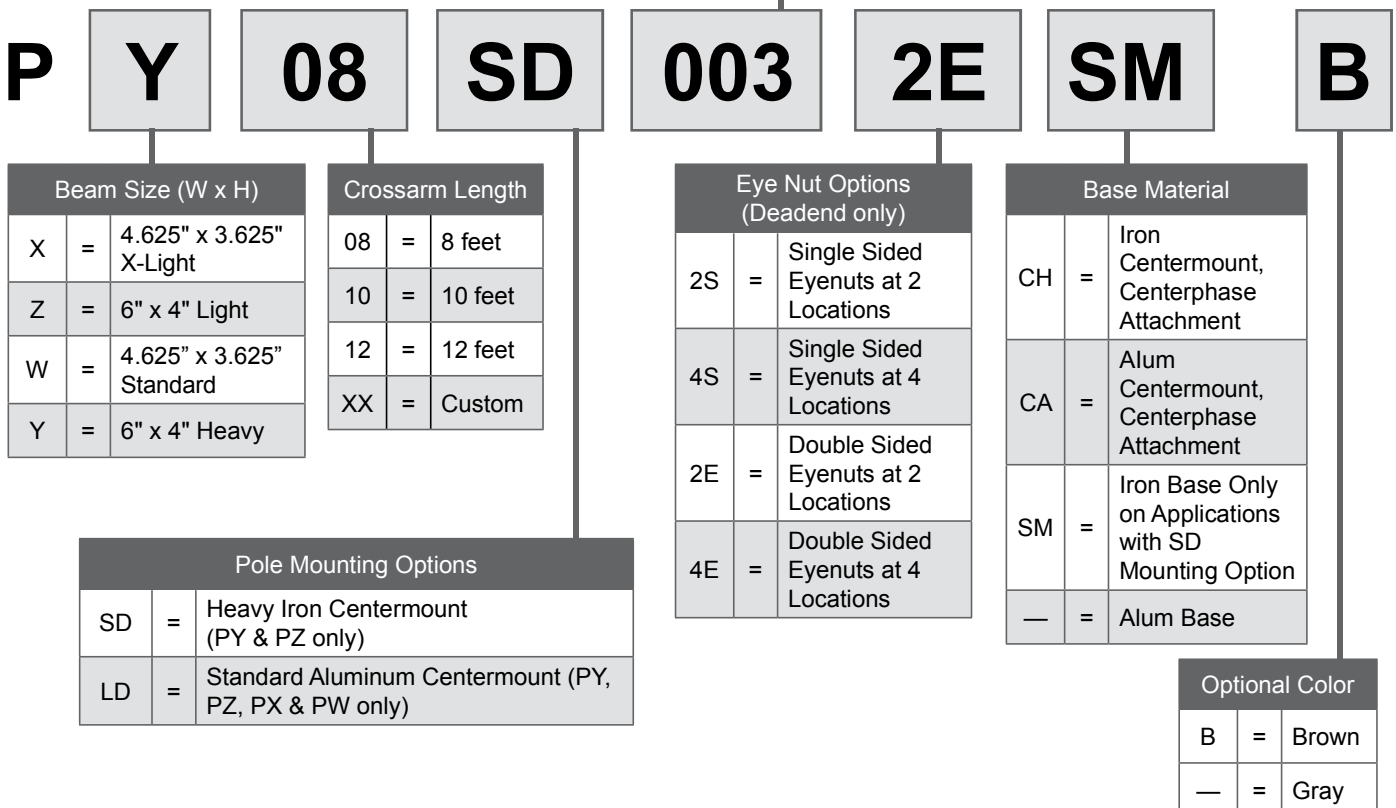 P Y 08 SD 003 2E SM B
Beam Size (W x H)
X = 4.625" x 3.625"
X-Light
Z = 6" x 4" Light
W = 4.625” x 3.625”
Standard
Y = 6" x 4" Heavy
Crossarm Length
08 = 8 feet
10 = 10 feet
12 = 12 feet
XX = Custom
Pole Mounting Options
SD = Heavy Iron Centermount
(PY & PZ only)
LD = Standard Aluminum Centermount (PY,
PZ, PX & PW only)
Eye Nut Options
(Deadend only)
2S = Single Sided
Eyenuts at 2
Locations
4S = Single Sided
Eyenuts at 4
Locations
2E = Double Sided
Eyenuts at 2
Locations
4E = Double Sided
Eyenuts at 4
Locations
Base Material
CH = Iron
Centermount,
Centerphase
Attachment
CA = Alum
Centermount,
Centerphase
Attachment
SM = Iron Base Only
on Applications
with SD
Mounting Option
— = Alum Base
Optional Color
B = Brown
— = Gray